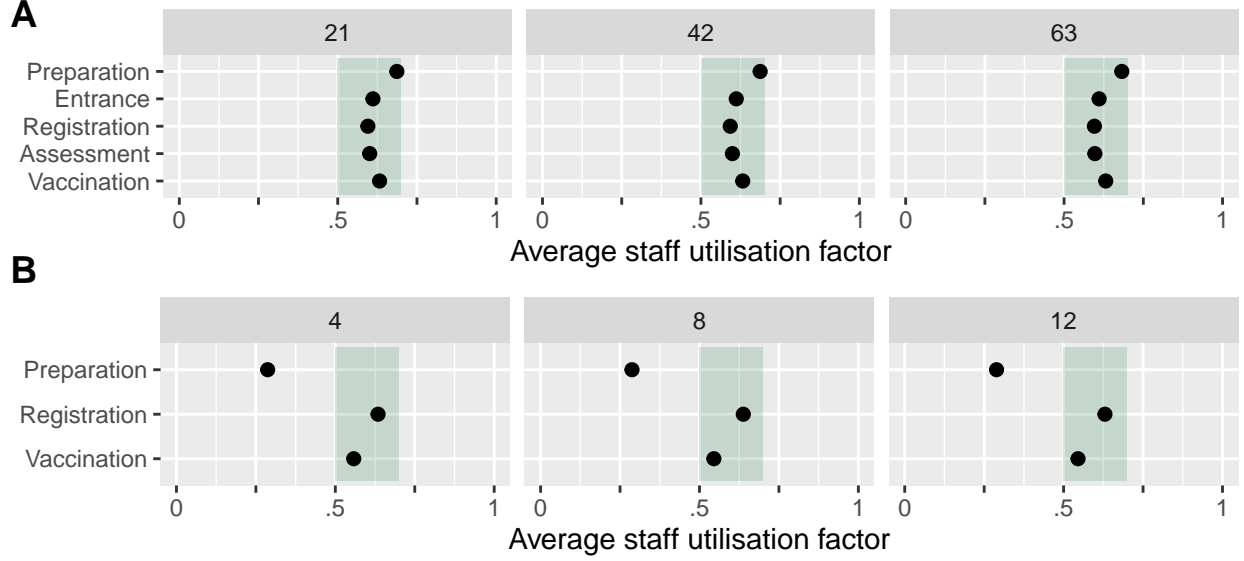 A
21 42 63
Preparation
Entrance
Registration
Assessment
Vaccination
0 .5 1 0 .5 1 0 .5 1
Average staff utilisation factor
B
4 8 12
Preparation
Registration
Vaccination
0 .5 1 0 .5 1 0 .5 1
Average staff utilisation factor